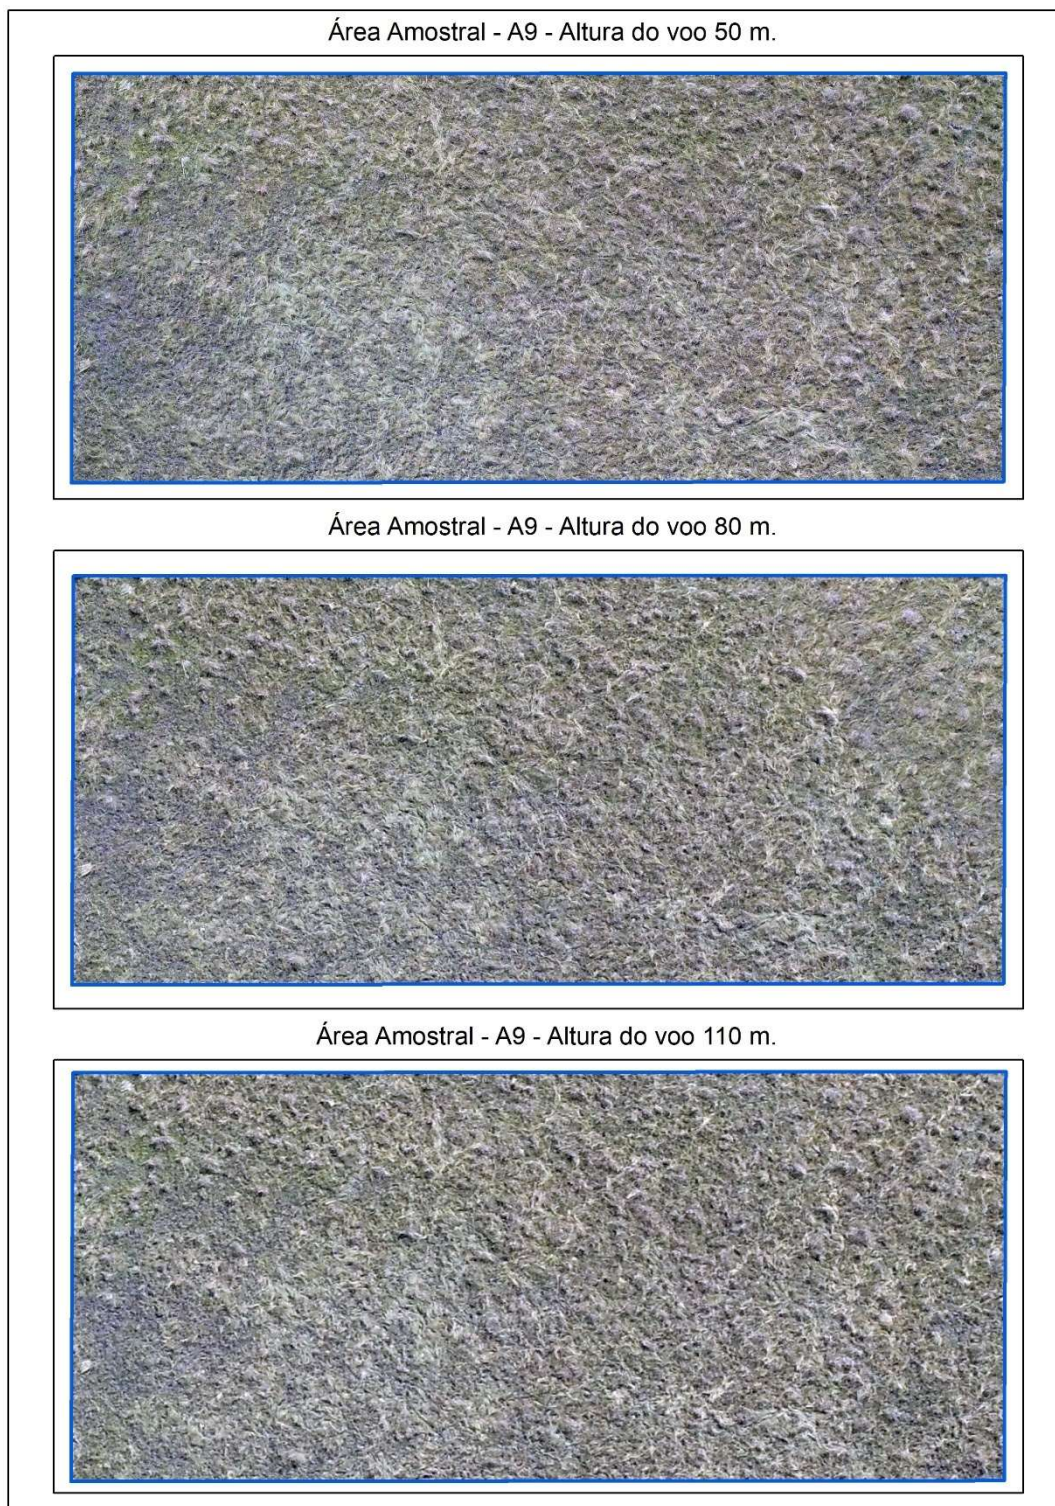 Área Amostral - A9 - Altura do voo 50 m.
Área Amostral - A9 - Altura do voo 80 m.
Área Amostral - A9 - Altura do voo 110 m.